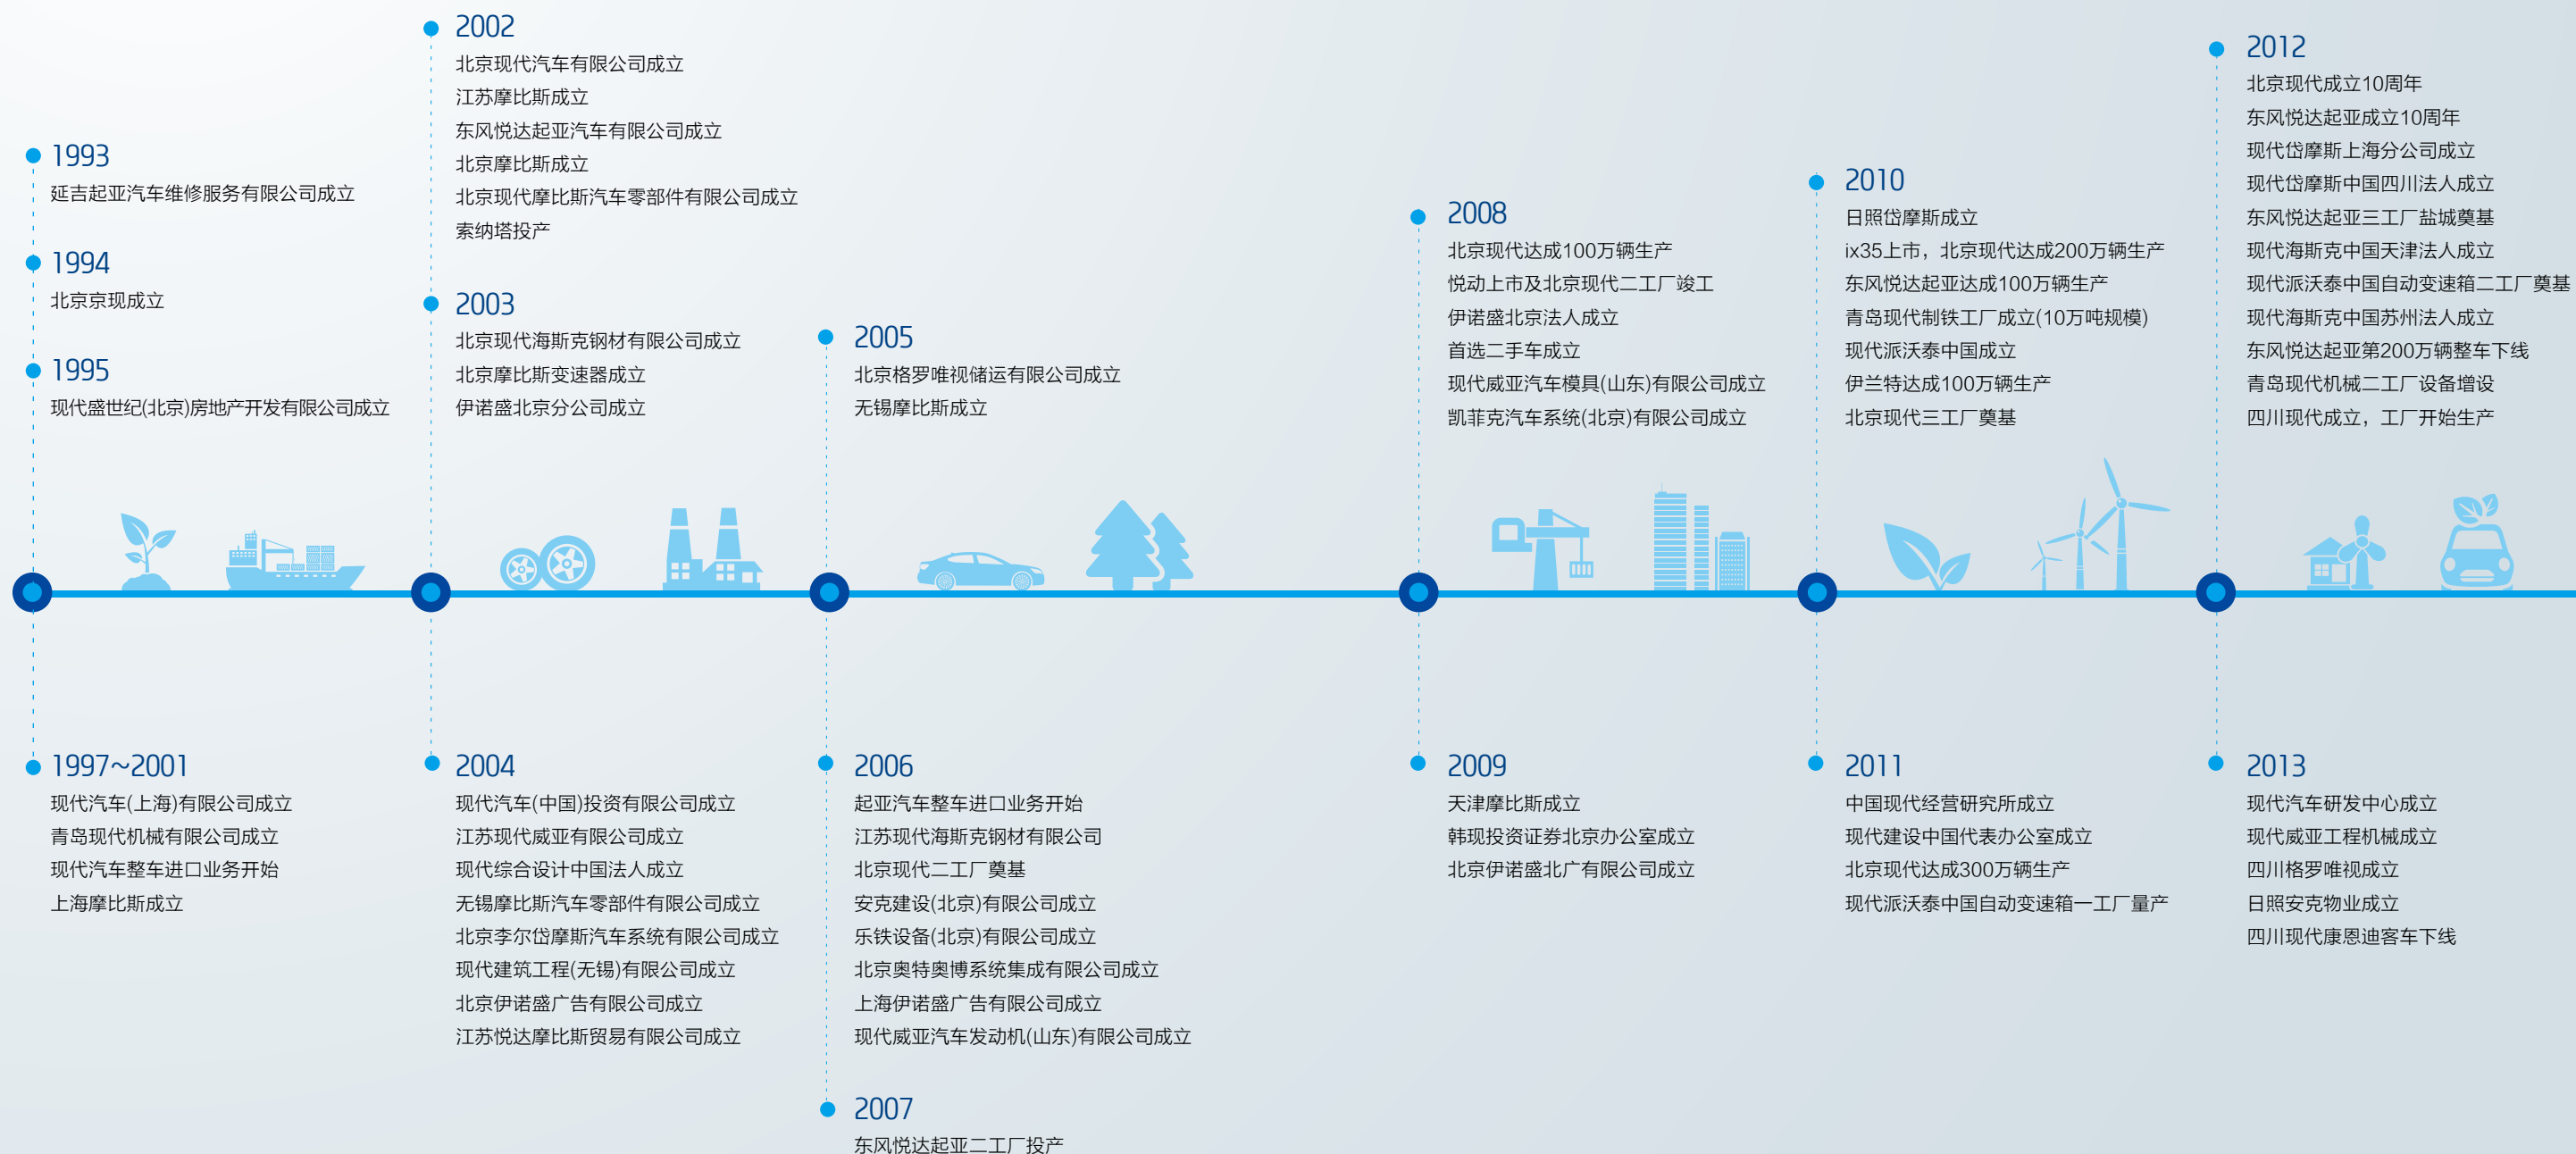 1993
延吉起亚汽车维修服务有限公司成立
1994
北京京现成立
1995
现代盛世纪(北京)房地产开发有限公司成立
1997~2001
现代汽车(上海)有限公司成立
青岛现代机械有限公司成立
现代汽车整车进口业务开始
上海摩比斯成立
2002
北京现代汽车有限公司成立
江苏摩比斯成立
东风悦达起亚汽车有限公司成立
北京摩比斯成立
北京现代摩比斯汽车零部件有限公司成立
索纳塔投产
2003
北京现代海斯克钢材有限公司成立
北京摩比斯变速器成立
伊诺盛北京分公司成立
2004
现代汽车(中国)投资有限公司成立
江苏现代威亚有限公司成立
现代综合设计中国法人成立
无锡摩比斯汽车零部件有限公司成立
北京李尔岱摩斯汽车系统有限公司成立
现代建筑工程(无锡)有限公司成立
北京伊诺盛广告有限公司成立
江苏悦达摩比斯贸易有限公司成立
2005
北京格罗唯视储运有限公司成立
无锡摩比斯成立
2006
起亚汽车整车进口业务开始
江苏现代海斯克钢材有限公司
北京现代二工厂奠基
安克建设(北京)有限公司成立
乐铁设备(北京)有限公司成立
北京奥特奥博系统集成有限公司成立
上海伊诺盛广告有限公司成立
现代威亚汽车发动机(山东)有限公司成立
2007
东风悦达起亚二工厂投产
2008
北京现代达成100万辆生产
悦动上市及北京现代二工厂竣工
伊诺盛北京法人成立
首选二手车成立
现代威亚汽车模具(山东)有限公司成立
凯菲克汽车系统(北京)有限公司成立
2009
天津摩比斯成立
韩现投资证券北京办公室成立
北京伊诺盛北广有限公司成立
2010
日照岱摩斯成立
ix35上市，北京现代达成200万辆生产
东风悦达起亚达成100万辆生产
青岛现代制铁工厂成立(10万吨规模)
现代派沃泰中国成立
伊兰特达成100万辆生产
北京现代三工厂奠基
2011
中国现代经营研究所成立
现代建设中国代表办公室成立
北京现代达成300万辆生产
现代派沃泰中国自动变速箱一工厂量产
2012
北京现代成立10周年
东风悦达起亚成立10周年
现代岱摩斯上海分公司成立
现代岱摩斯中国四川法人成立
东风悦达起亚三工厂盐城奠基
现代海斯克中国天津法人成立
现代派沃泰中国自动变速箱二工厂奠基
现代海斯克中国苏州法人成立
东风悦达起亚第200万辆整车下线
青岛现代机械二工厂设备增设
四川现代成立，工厂开始生产
2013
现代汽车研发中心成立
现代威亚工程机械成立
四川格罗唯视成立
日照安克物业成立
四川现代康恩迪客车下线